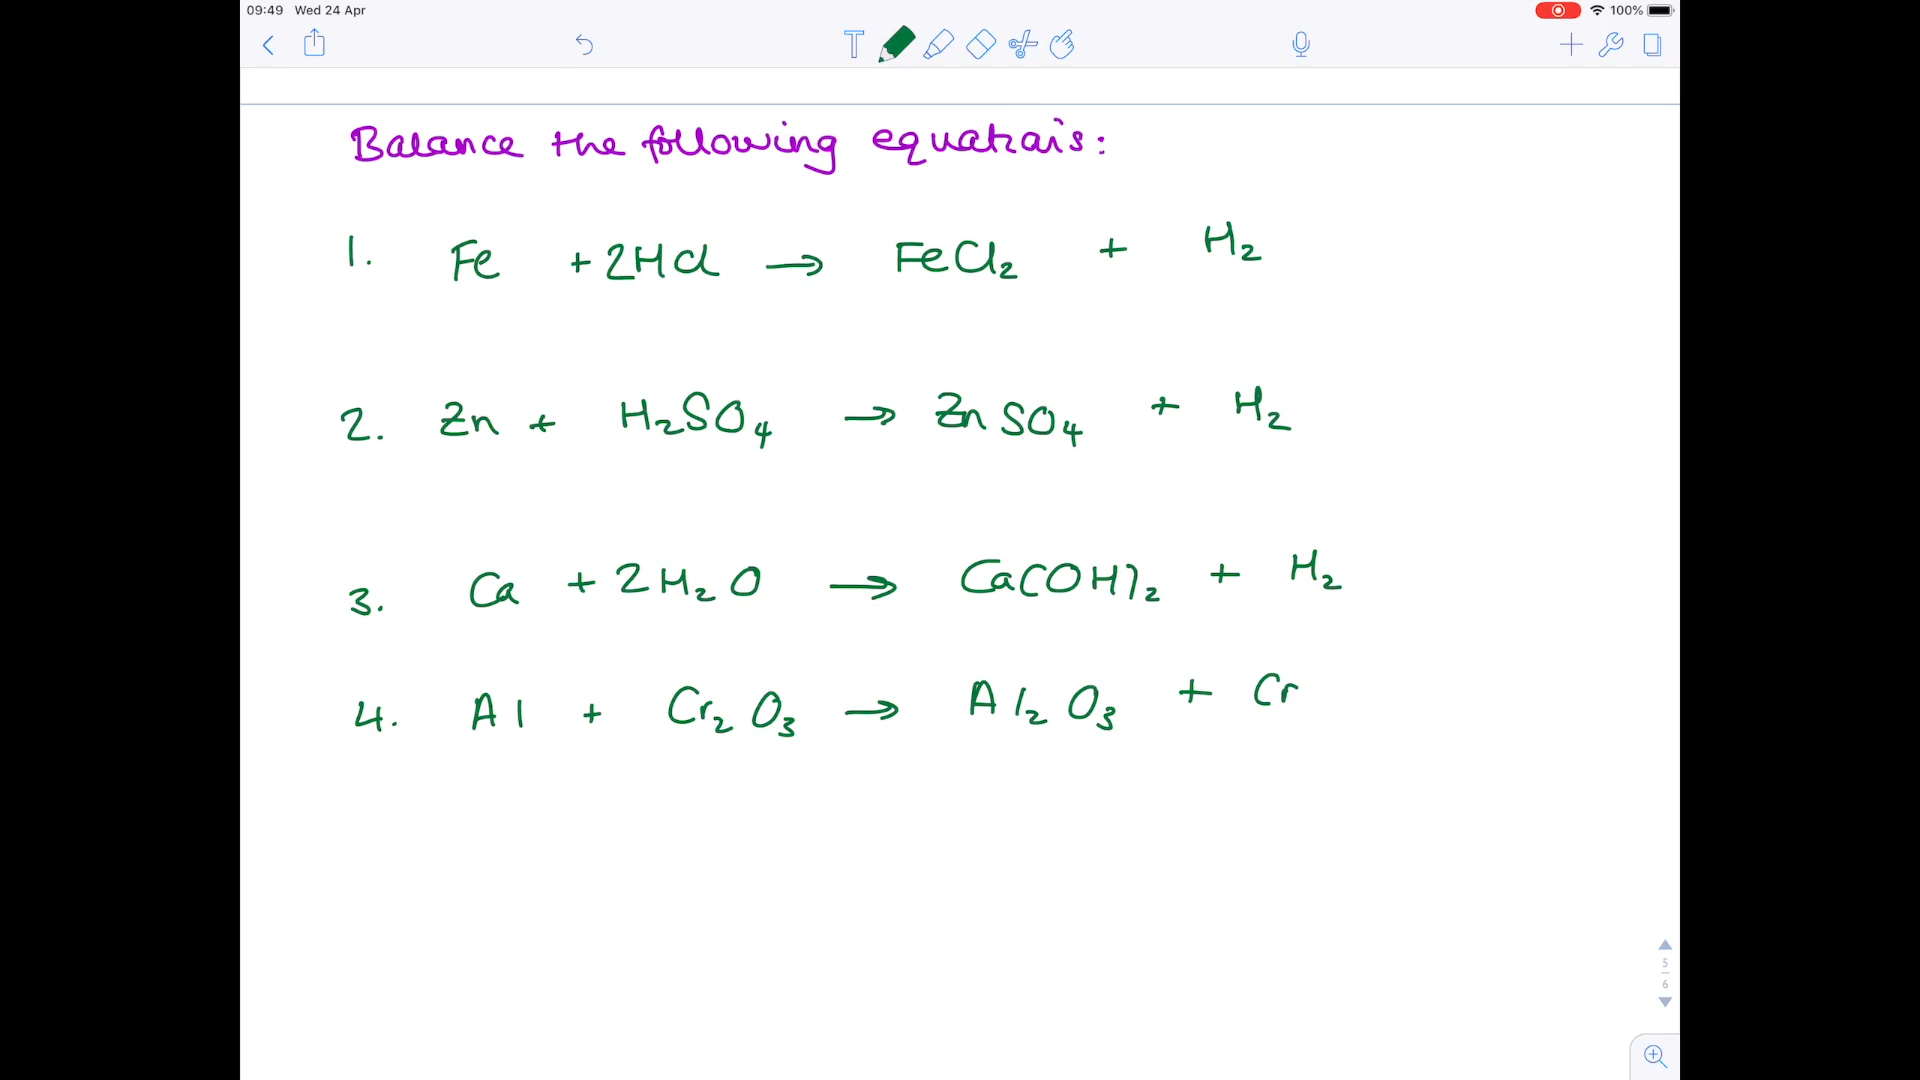 09:49 Wed 24 Apr 100%
T
Balance the following equations:
1. Fe + 2HCl → FeCl₂ + H₂
2. Zn + H₂SO₄ → ZnSO₄ + H₂
3. Ca + 2H₂O → Ca(OH)₂ + H₂
4. Al + Cr₂O₃ → Al₂O₃ + Cr
5
6